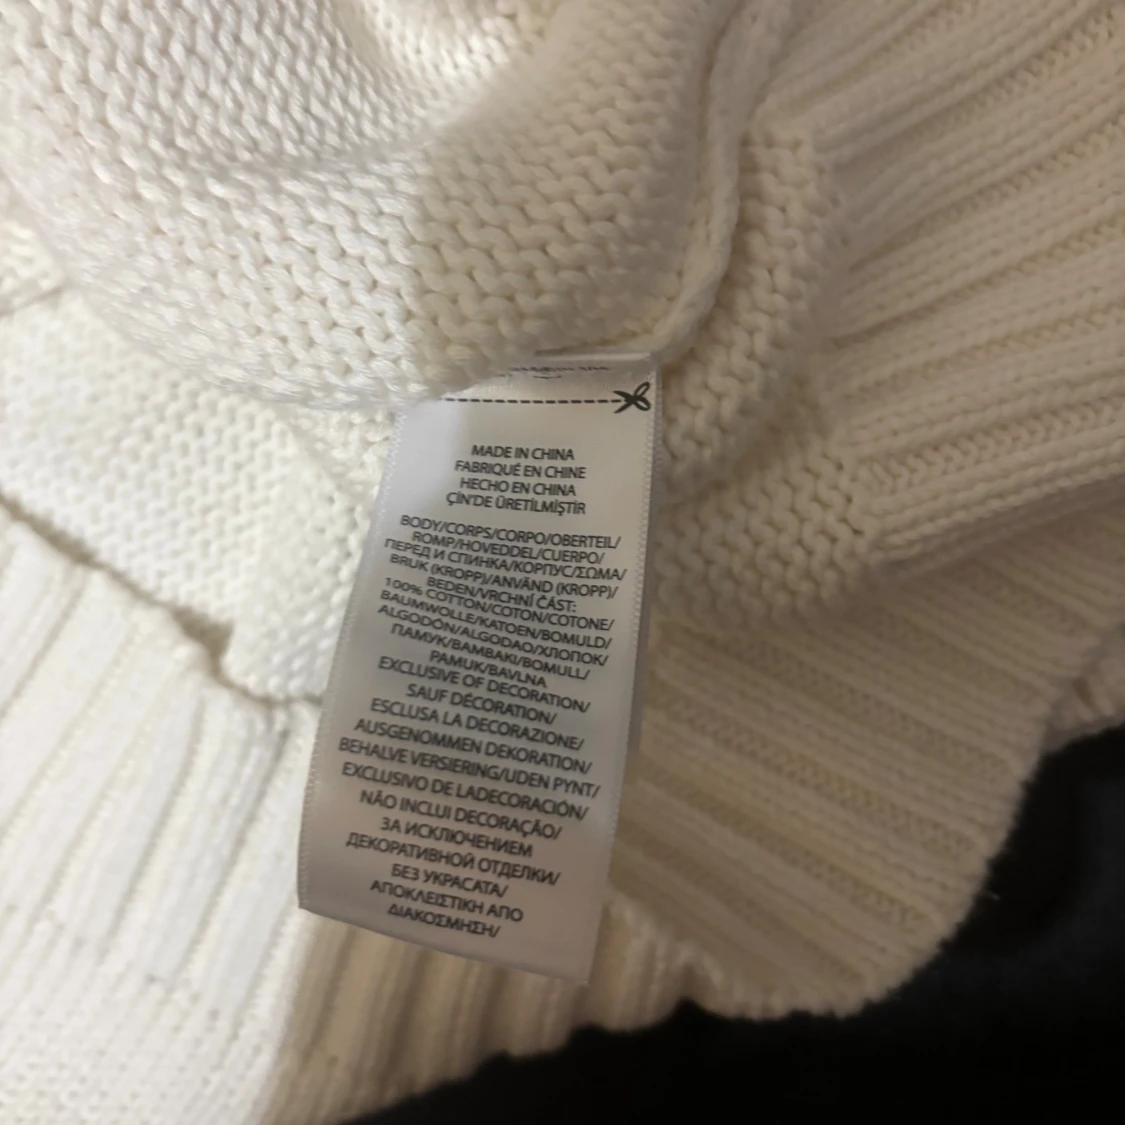 MADE IN CHINA
FABRIQUÉ EN CHINE
HECHO EN CHINA
ÇİN'DE ÜRETİLMİŞTİR
BODY/CORPS/CORPO/OBERTEIL/
ROMP/HOVEDDEL/CUERPO/
ПЕРЕД И СПИНКА/КОРПУС/ΣΩΜΑ/
BRUK (KROPP)/ANVÄND (KROPP)/
BEDEN/VRCHNÍ ČÁST:
100% COTTON/COTON/COTONE/
BAUMWOLLE/KATOEN/BOMULD/
ALGODÓN/ALGODAO/ХЛОПОК/
ПАМУК/ΒΑΜΒΑΚΙ/BOMULL/
PAMUK/BAVLNA
EXCLUSIVE OF DECORATION/
SAUF DÉCORATION/
ESCLUSA LA DECORAZIONE/
AUSGENOMMEN DEKORATION/
BEHALVE VERSIERING/UDEN PYNT/
EXCLUSIVO DE LADECORACIÓN/
NÃO INCLUI DECORAÇÃO/
ЗА ИСКЛЮЧЕНИЕМ
ДЕКОРАТИВНОЙ ОТДЕЛКИ/
БЕЗ УКРАСАТА/
ΑΠΟΚΛΕΙΣΤΙΚΗ ΑΠΟ
ΔΙΑΚΟΣΜΗΣΗ/